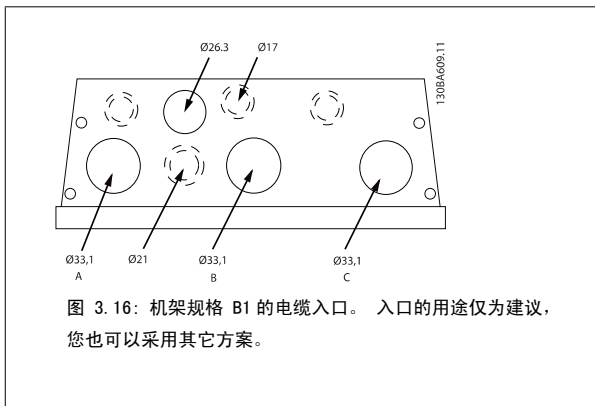 Ø26.3 Ø17
130BA609.11
Ø33,1 Ø21 Ø33,1 Ø33,1
A B C
图 3.16: 机架规格 B1 的电缆入口。 入口的用途仅为建议，
您也可以采用其它方案。